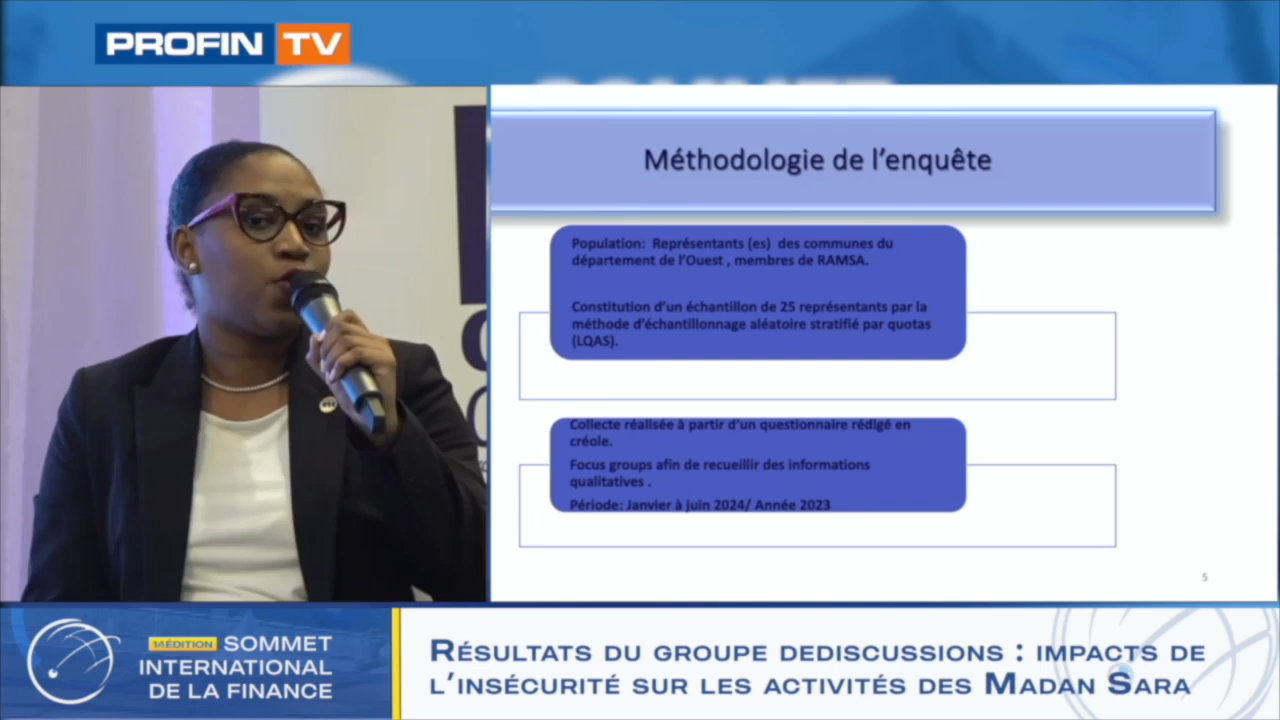 PROFIN TV
Méthodologie de l’enquête
Population: Représentants (es) des communes du
département de l’Ouest , membres de RAMSA.
Constitution d’un échantillon de 25 représentants par la
méthode d’échantillonnage aléatoire stratifié par quotas
(LQAS).
Collecte réalisée à partir d’un questionnaire rédigé en
créole.
Focus groups afin de recueillir des informations
qualitatives .
Période: Janvier à juin 2024/ Année 2023
5
14ÉDITION SOMMET
INTERNATIONAL
DE LA FINANCE
RÉSULTATS DU GROUPE DEDISCUSSIONS : IMPACTS DE
L’INSÉCURITÉ SUR LES ACTIVITÉS DES MADAN SARA